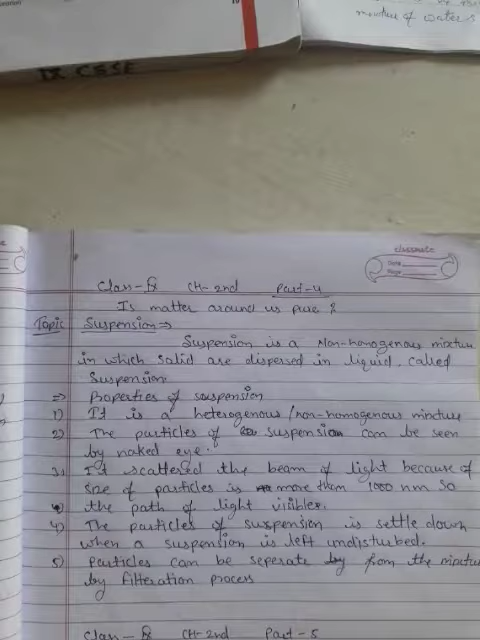 mixture of water s
IX CBSE
classmate
Date
Page
Class-IX CH-2nd Part-4
Is matter around us pure ?
Topic Suspension⇒
Suspension is a Non-homogenous mixture
in which salid are dispersed in liquid. called
Suspension.
⇒ Properties of suspension
1) It is a heterogenous/non-homogenous mixture
2) The particles of suspension can be seen
by naked eye.
3) It scattered the beam of light because of
size of particles is more than 1000 nm So
the path of light visibles.
4) The particles of suspension is settle down
when a suspension is left undisturbed.
5) Particles can be seperate by from the mixtu
by filteration process
Class-IX CH-2nd Part-5